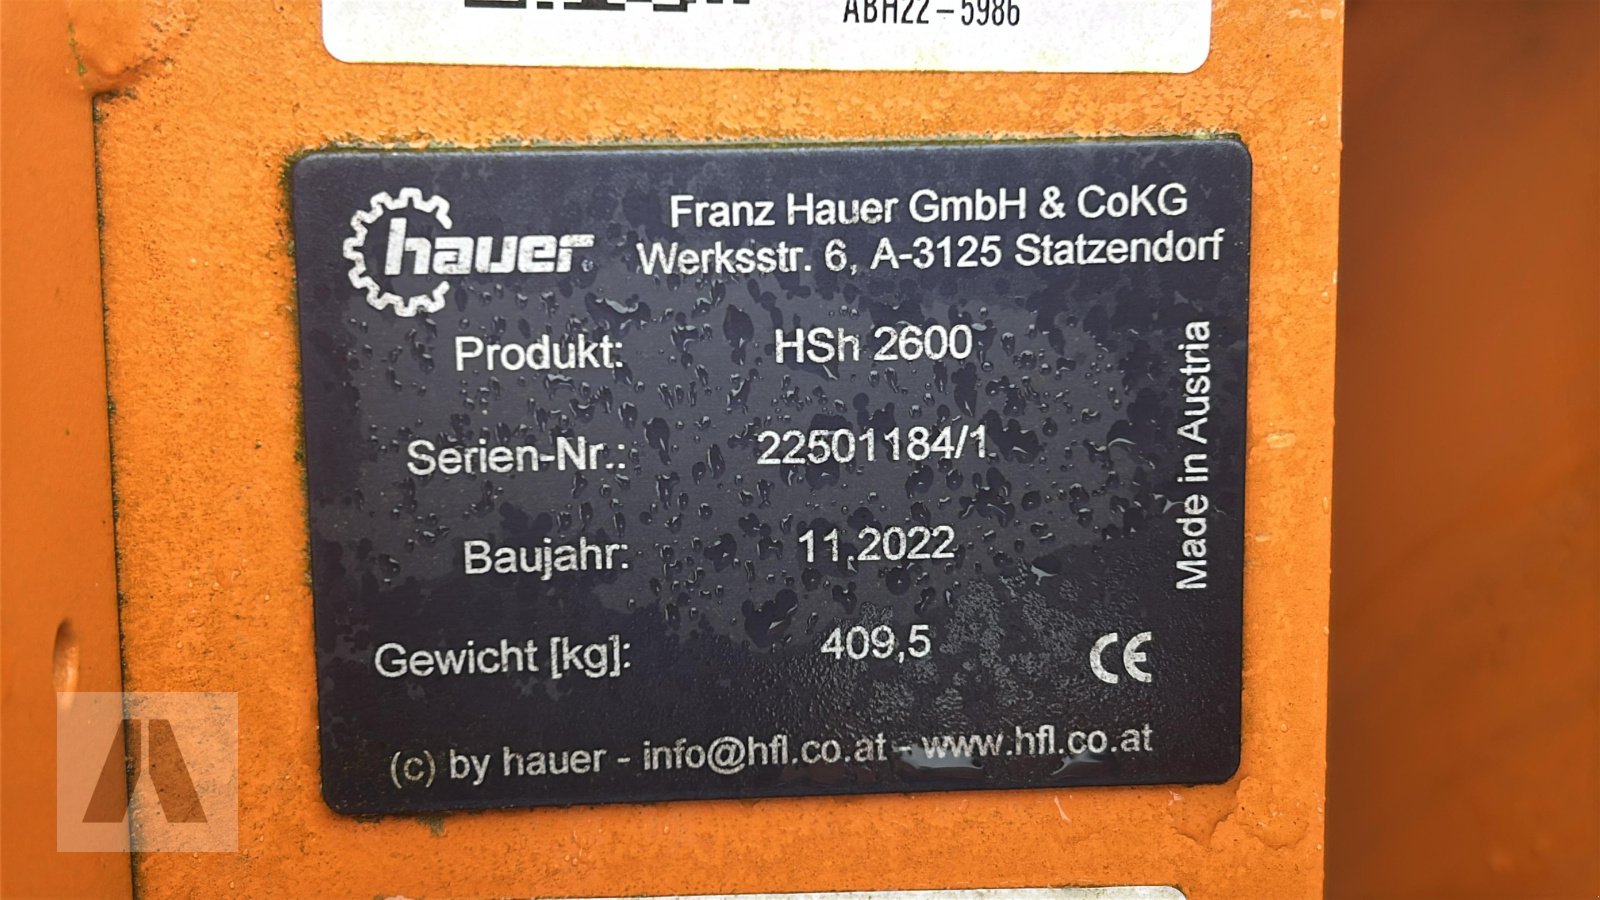 ABH22-5986
hauer
Franz Hauer GmbH & CoKG
Werksstr. 6, A-3125 Statzendorf
Produkt: HSh 2600
Serien-Nr.: 22501184/1
Baujahr: 11.2022
Gewicht [kg]: 409,5
Made in Austria
CE
(c) by hauer - info@hfl.co.at - www.hfl.co.at